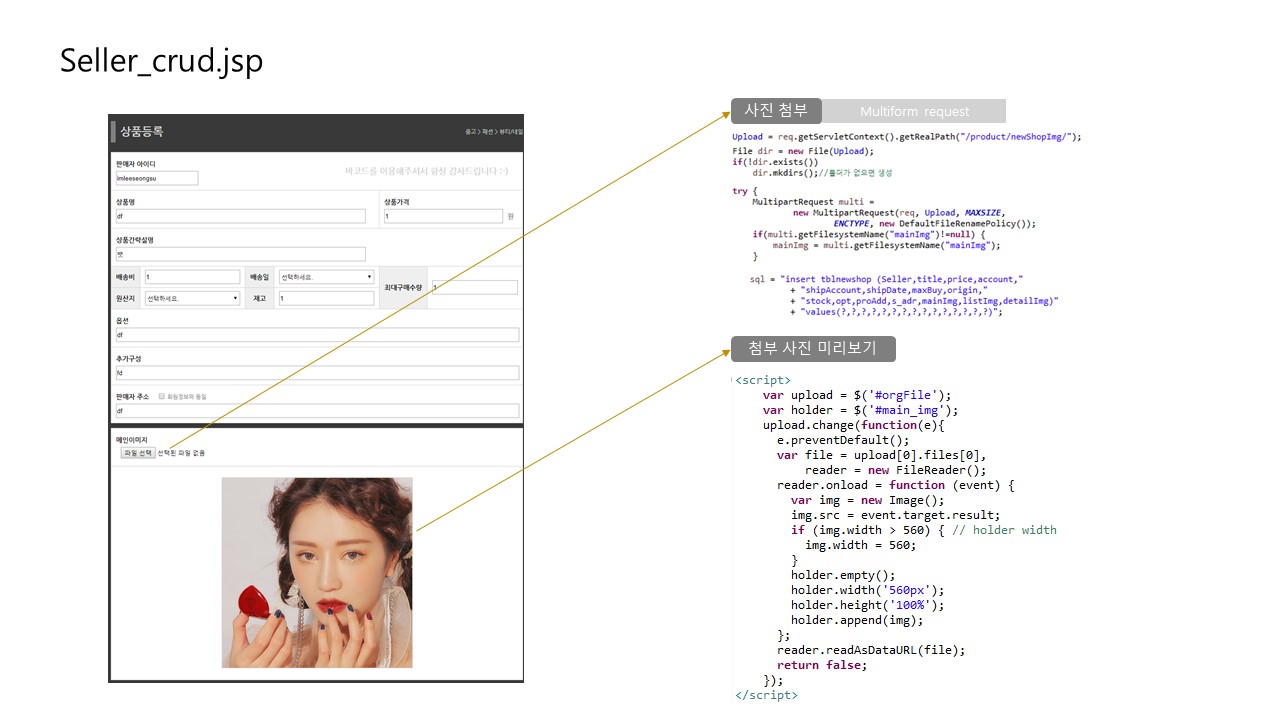 Seller_crud.jsp
상품등록
중고 > 패션 > 뷰티/네일
판매자 아이디
imleeseongsu
바코드를 이용해주셔서 항상 감사드립니다 :-)
상품명
상품가격
df
1
원
상품간략설명
배송비
1
배송일
선택하세요.
최대구매수량
1
원산지
선택하세요.
재고
1
옵션
df
추가구성
fd
판매자 주소
회원정보와 동일
df
메인이미지
파일 선택 선택된 파일 없음
사진 첨부
Multiform request
Upload = req.getServletContext().getRealPath("/product/newShopImg/");
File dir = new File(Upload);
if(!dir.exists())
dir.mkdirs();//폴더가 없으면 생성
try {
MultipartRequest multi =
new MultipartRequest(req, Upload, MAXSIZE,
ENCTYPE, new DefaultFileRenamePolicy());
if(multi.getFilesystemName("mainImg")!=null) {
mainImg = multi.getFilesystemName("mainImg");
}
sql = "insert tblnewshop (Seller,title,price,account,"
+ "shipAccount,shipDate,maxBuy,origin,"
+ "stock,opt,proAdd,s_adr,mainImg,listImg,detailImg)"
+ "values(?,?,?,?,?,?,?,?,?,?,?,?,?,?,?)";
첨부 사진 미리보기
<script>
var upload = $('#orgFile');
var holder = $('#main_img');
upload.change(function(e){
e.preventDefault();
var file = upload[0].files[0],
reader = new FileReader();
reader.onload = function (event) {
var img = new Image();
img.src = event.target.result;
if (img.width > 560) { // holder width
img.width = 560;
}
holder.empty();
holder.width('560px');
holder.height('100%');
holder.append(img);
};
reader.readAsDataURL(file);
return false;
});
</script>